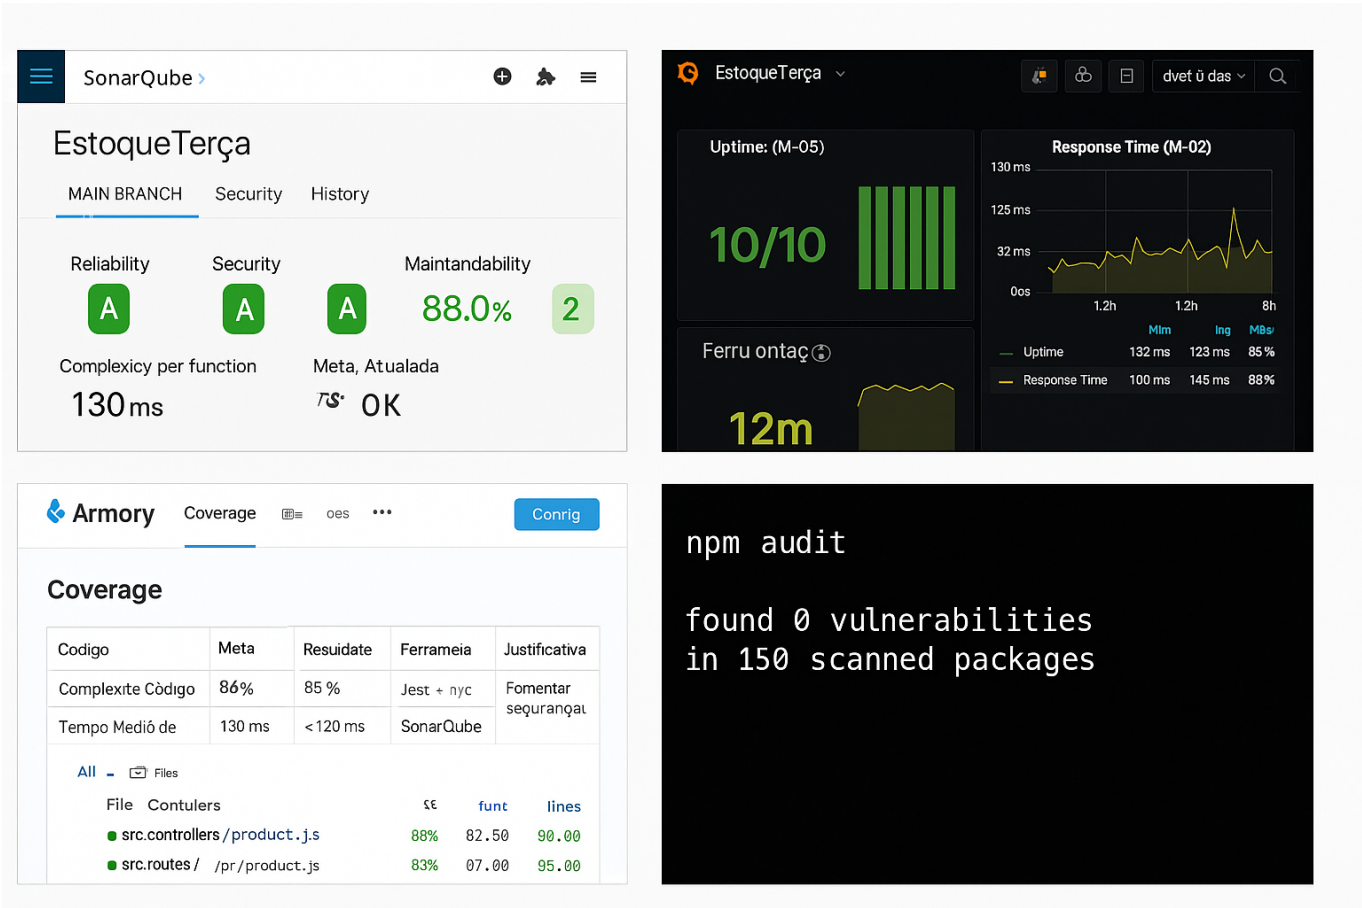 SonarQube
EstoqueTerça
MAIN BRANCH Security History
Reliability Security Maintandability
A A A 88.0% 2
Complexicy per function Meta, Atualada
130 ms OK
EstoqueTerça
dvet ü das
Uptime: (M-05)
10/10
Response Time (M-02)
130 ms
125 ms
32 ms
0os
1.2h 1.2h 8h
Mlm Ing MBs
Uptime 132 ms 123 ms 85%
Response Time 100 ms 145 ms 88%
Ferru ontaç
12m
Armory Coverage oes ••• Conrig
Coverage
Codigo Meta Resuidate Ferrameia Justificativa
Complexıte Còdıgo 86% 85 % Jest + nyc Fomentar
segurançaı
Tempo Medió de 130 ms <120 ms SonarQube
All - Files
File Contulers funt lines
src.controllers/product.j.s 88% 82.50 90.00
src.routes/ /pr/product.js 83% 07.00 95.00
npm audit
found 0 vulnerabilities
in 150 scanned packages